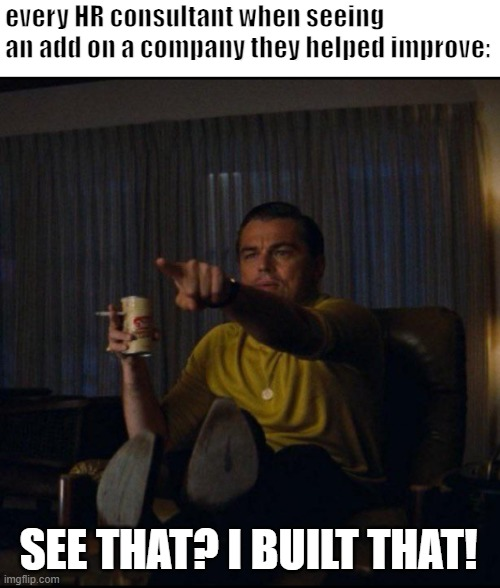 every HR consultant when seeing
an add on a company they helped improve:
SEE THAT? I BUILT THAT!
imgflip.com